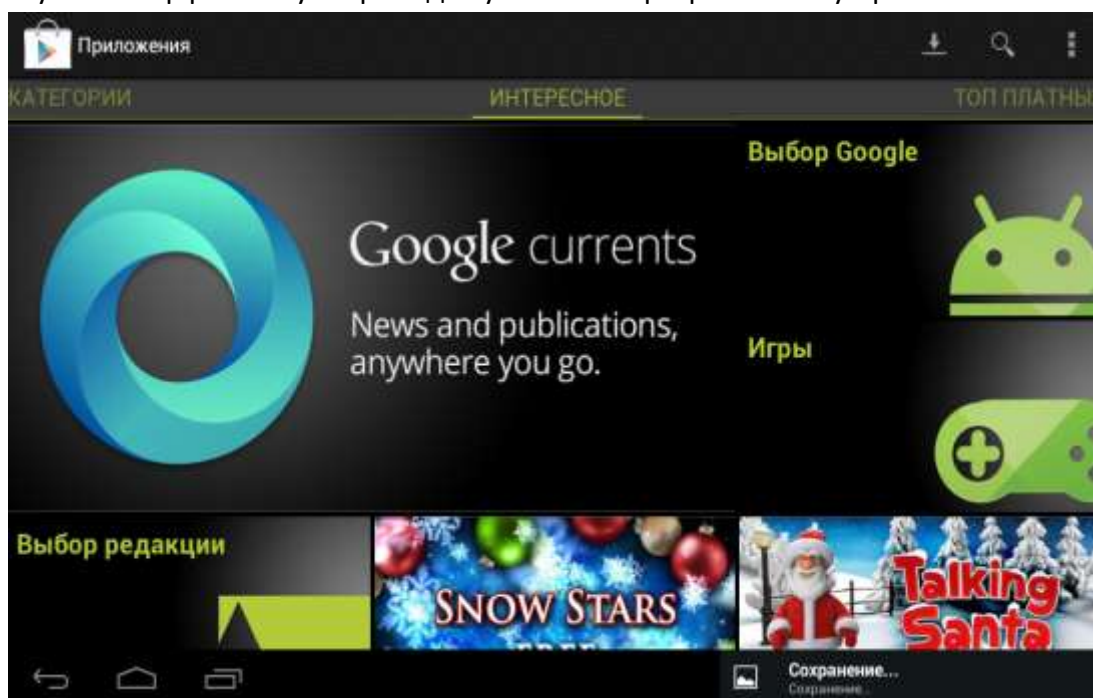 Приложения
КАТЕГОРИИ
ИНТЕРЕСНОЕ
ТОП ПЛАТНЫ
Google currents
News and publications,
anywhere you go.
Выбор Google
Игры
Выбор редакции
SNOW STARS
FREE
Talking
Santa
Сохранение...
Сохранение...